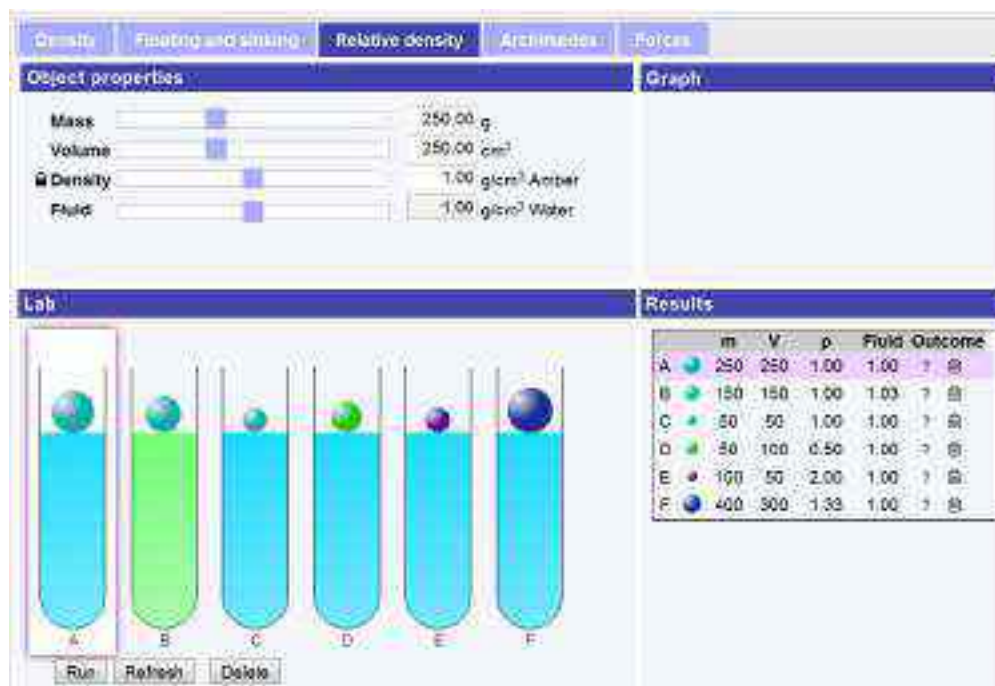 Density Floating and sinking Relative density Archimedes Forces
Object properties
Mass 250.00 g
Volume 250.00 cm³
Density 1.00 g/cm³ Amber
Fluid 1.00 g/cm³ Water
Graph
Lab
A B C D E F
Run Refresh Delete
Results
m V ρ Fluid Outcome
A 250 250 1.00 1.00 ?
B 150 150 1.00 1.03 ?
C 50 50 1.00 1.00 ?
D 50 100 0.50 1.00 ?
E 100 50 2.00 1.00 ?
F 400 300 1.33 1.00 ?